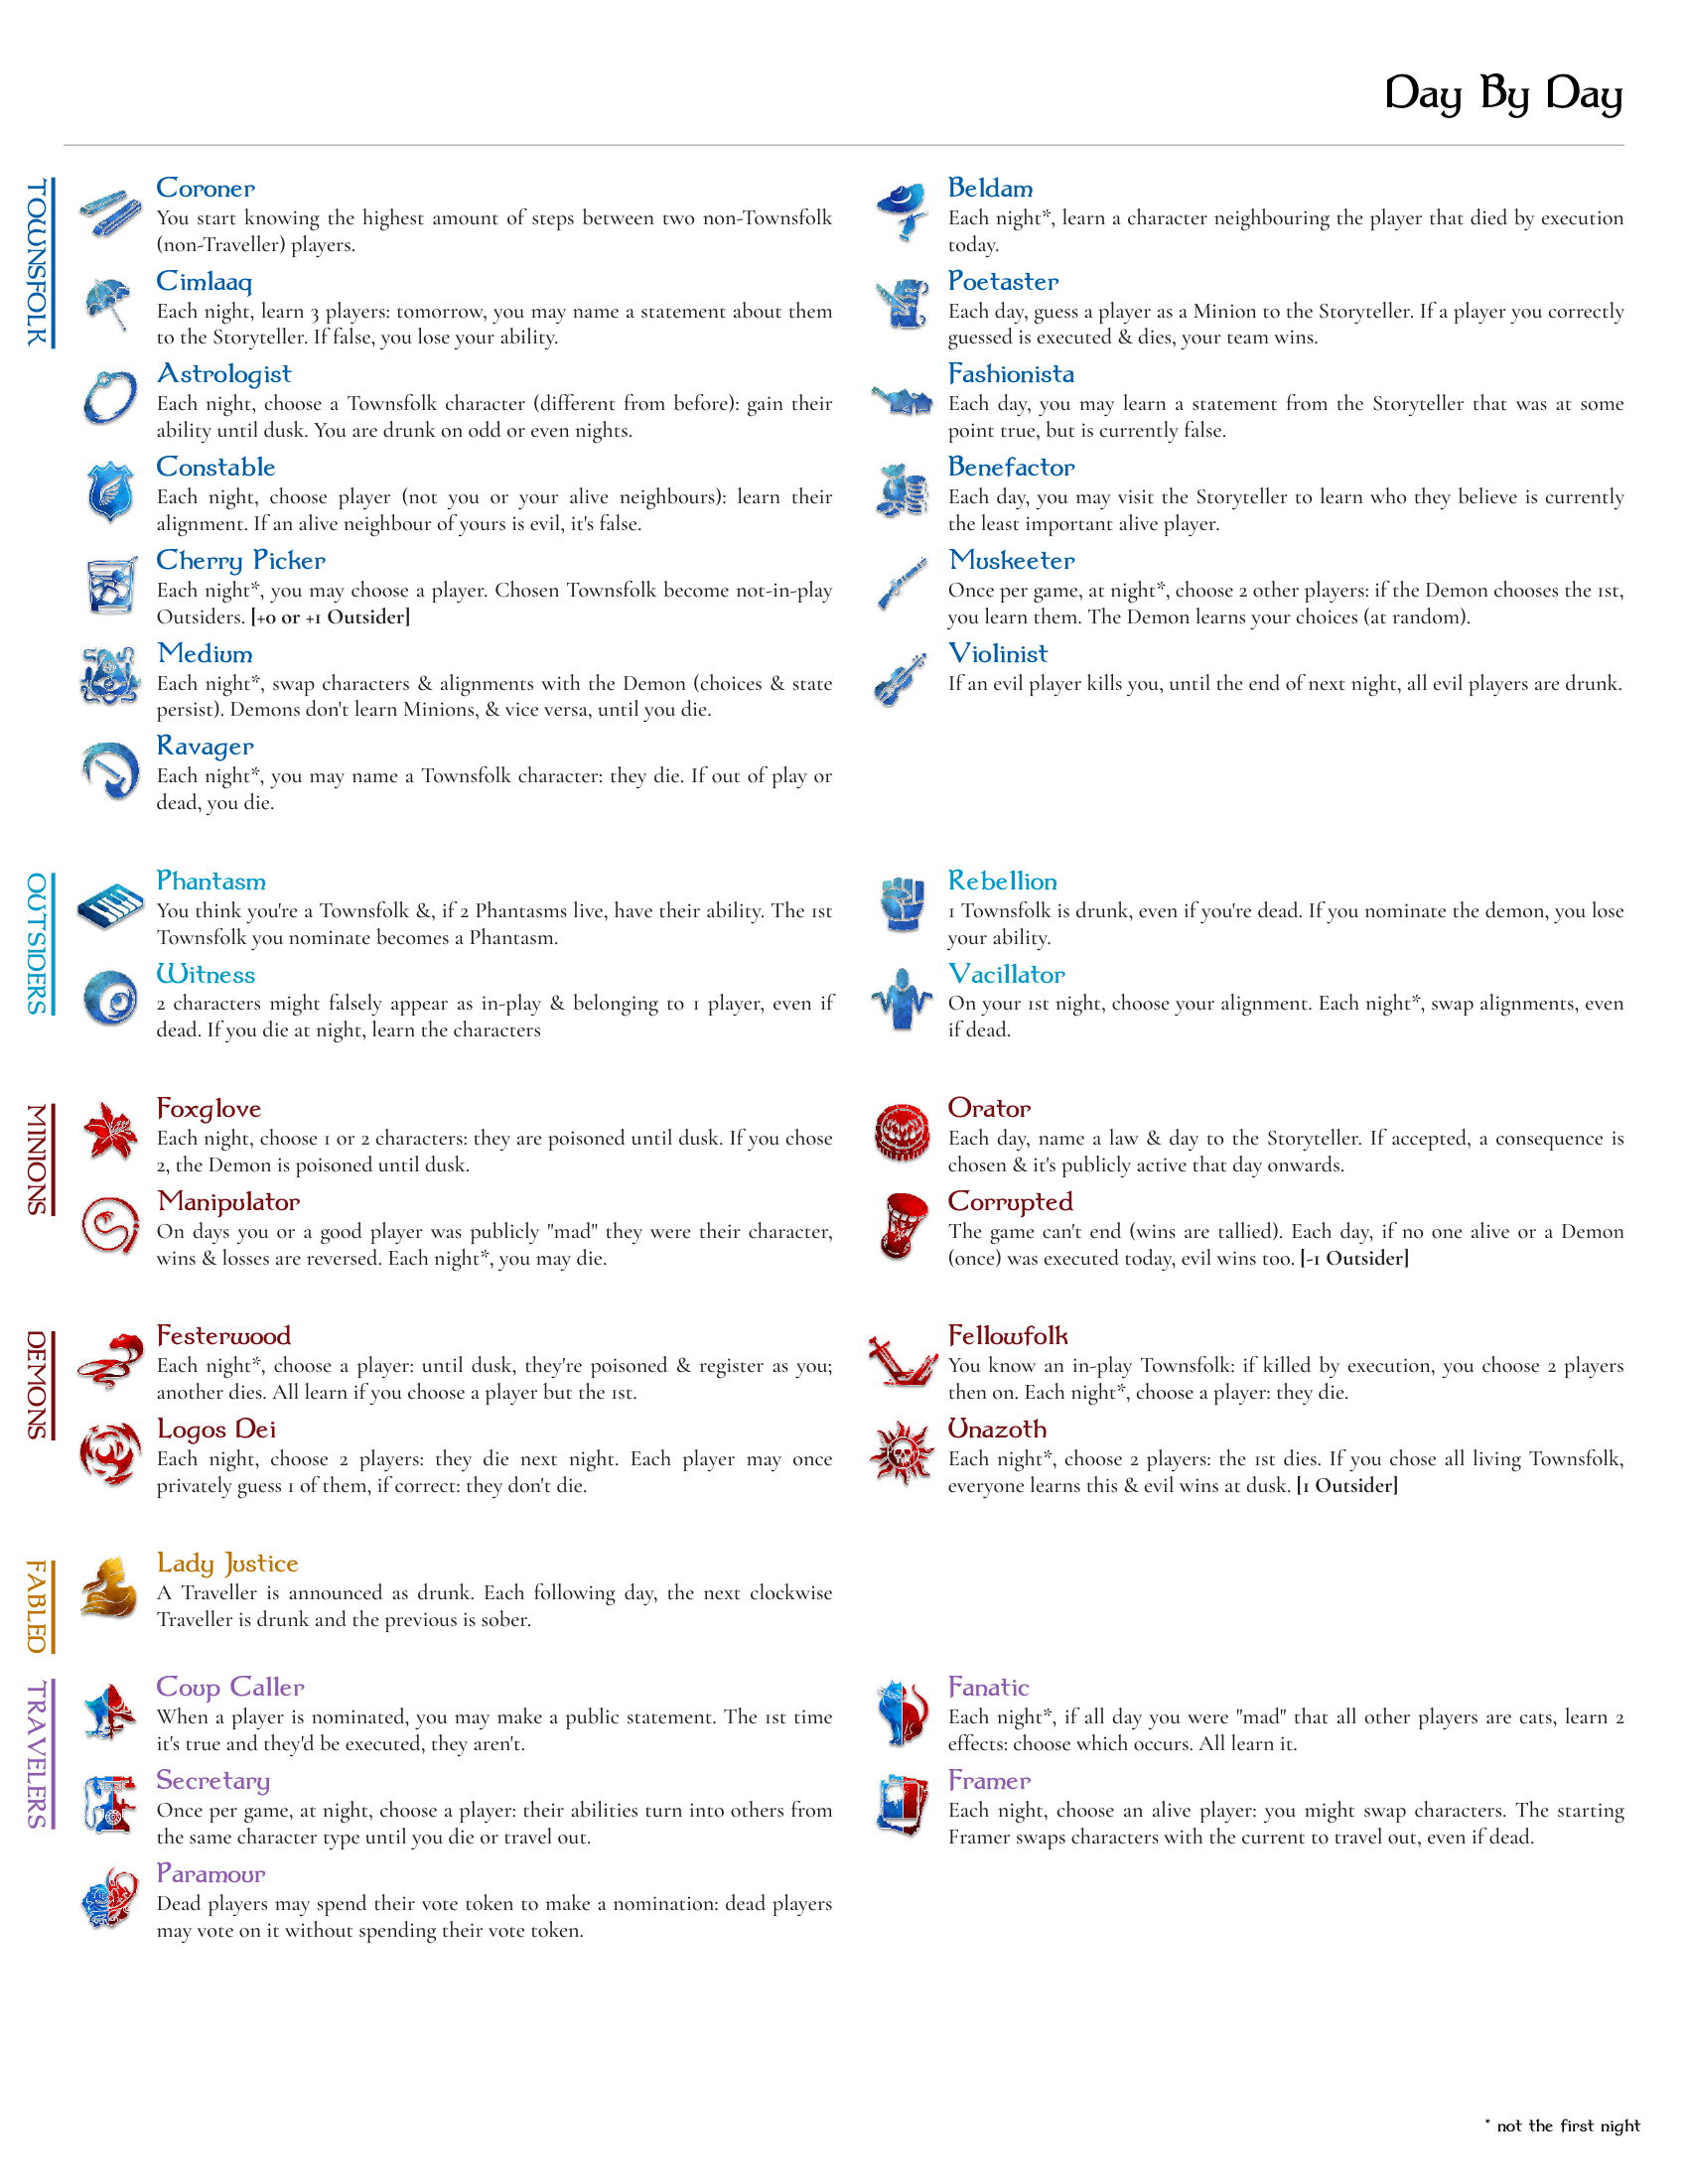 Day By Day
TOWNSFOLK
Coroner
You start knowing the highest amount of steps between two non-Townsfolk
(non-Traveller) players.
Cimlaaq
Each night, learn 3 players: tomorrow, you may name a statement about them
to the Storyteller. If false, you lose your ability.
Astrologist
Each night, choose a Townsfolk character (different from before): gain their
ability until dusk. You are drunk on odd or even nights.
Constable
Each night, choose player (not you or your alive neighbours): learn their
alignment. If an alive neighbour of yours is evil, it's false.
Cherry Picker
Each night*, you may choose a player. Chosen Townsfolk become not-in-play
Outsiders. [+0 or +1 Outsider]
Medium
Each night*, swap characters & alignments with the Demon (choices & state
persist). Demons don't learn Minions, & vice versa, until you die.
Ravager
Each night*, you may name a Townsfolk character: they die. If out of play or
dead, you die.
Beldam
Each night*, learn a character neighbouring the player that died by execution
today.
Poetaster
Each day, guess a player as a Minion to the Storyteller. If a player you correctly
guessed is executed & dies, your team wins.
Fashionista
Each day, you may learn a statement from the Storyteller that was at some
point true, but is currently false.
Benefactor
Each day, you may visit the Storyteller to learn who they believe is currently
the least important alive player.
Muskeeter
Once per game, at night*, choose 2 other players: if the Demon chooses the 1st,
you learn them. The Demon learns your choices (at random).
Violinist
If an evil player kills you, until the end of next night, all evil players are drunk.
OUTSIDERS
Phantasm
You think you're a Townsfolk &, if 2 Phantasms live, have their ability. The 1st
Townsfolk you nominate becomes a Phantasm.
Witness
2 characters might falsely appear as in-play & belonging to 1 player, even if
dead. If you die at night, learn the characters
Rebellion
1 Townsfolk is drunk, even if you're dead. If you nominate the demon, you lose
your ability.
Vacillator
On your 1st night, choose your alignment. Each night*, swap alignments, even
if dead.
MINIONS
Foxglove
Each night, choose 1 or 2 characters: they are poisoned until dusk. If you chose
2, the Demon is poisoned until dusk.
Manipulator
On days you or a good player was publicly "mad" they were their character,
wins & losses are reversed. Each night*, you may die.
Orator
Each day, name a law & day to the Storyteller. If accepted, a consequence is
chosen & it's publicly active that day onwards.
Corrupted
The game can't end (wins are tallied). Each day, if no one alive or a Demon
(once) was executed today, evil wins too. [-1 Outsider]
DEMONS
Festerwood
Each night*, choose a player: until dusk, they're poisoned & register as you;
another dies. All learn if you choose a player but the 1st.
Logos Dei
Each night, choose 2 players: they die next night. Each player may once
privately guess 1 of them, if correct: they don't die.
Fellowfolk
You know an in-play Townsfolk: if killed by execution, you choose 2 players
then on. Each night*, choose a player: they die.
Unazoth
Each night*, choose 2 players: the 1st dies. If you chose all living Townsfolk,
everyone learns this & evil wins at dusk. [1 Outsider]
FABLED
Lady Justice
A Traveller is announced as drunk. Each following day, the next clockwise
Traveller is drunk and the previous is sober.
TRAVELERS
Coup Caller
When a player is nominated, you may make a public statement. The 1st time
it's true and they'd be executed, they aren't.
Secretary
Once per game, at night, choose a player: their abilities turn into others from
the same character type until you die or travel out.
Paramour
Dead players may spend their vote token to make a nomination: dead players
may vote on it without spending their vote token.
Fanatic
Each night*, if all day you were "mad" that all other players are cats, learn 2
effects: choose which occurs. All learn it.
Framer
Each night, choose an alive player: you might swap characters. The starting
Framer swaps characters with the current to travel out, even if dead.
* not the first night